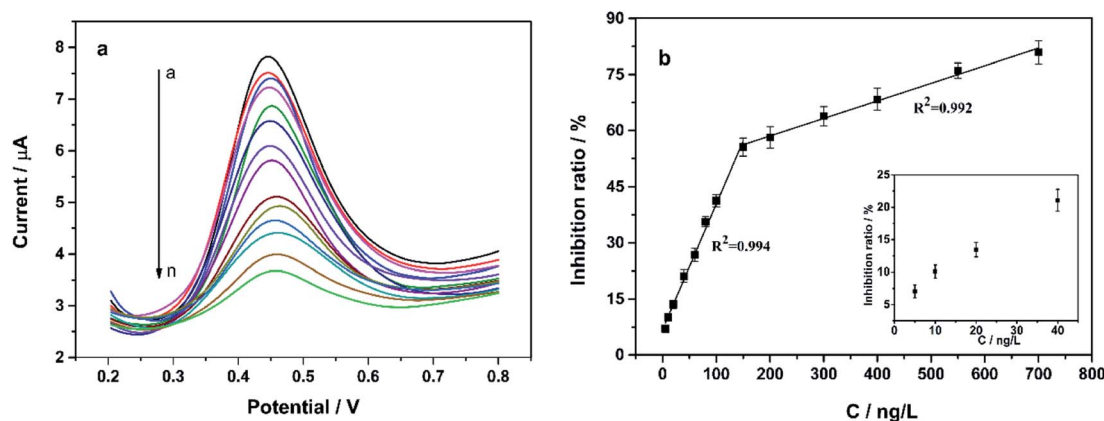 a
a
n
8
7
6
5
4
3
2
Current / μA
0.2 0.3 0.4 0.5 0.6 0.7 0.8
Potential / V
b
90
75
60
45
30
15
0
Inhibition ratio / %
R²=0.992
R²=0.994
0 100 200 300 400 500 600 700 800
C / ng/L
25
20
15
10
5
Inhibition ratio / %
0 10 20 30 40
C / ng/L